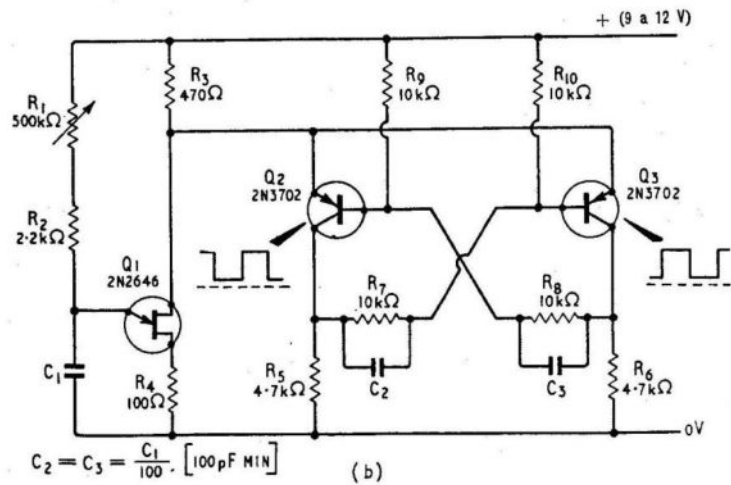 + (9 a 12 V)
R1
500kΩ
R3
470Ω
R9
10kΩ
R10
10kΩ
R2
2·2kΩ
Q2
2N3702
Q3
2N3702
Q1
2N2646
R7
10kΩ
R8
10kΩ
C1
R4
100Ω
R5
4·7kΩ
C2
C3
R6
4·7kΩ
0V
C2 = C3 = C1/100 . [100pF MIN]
(b)